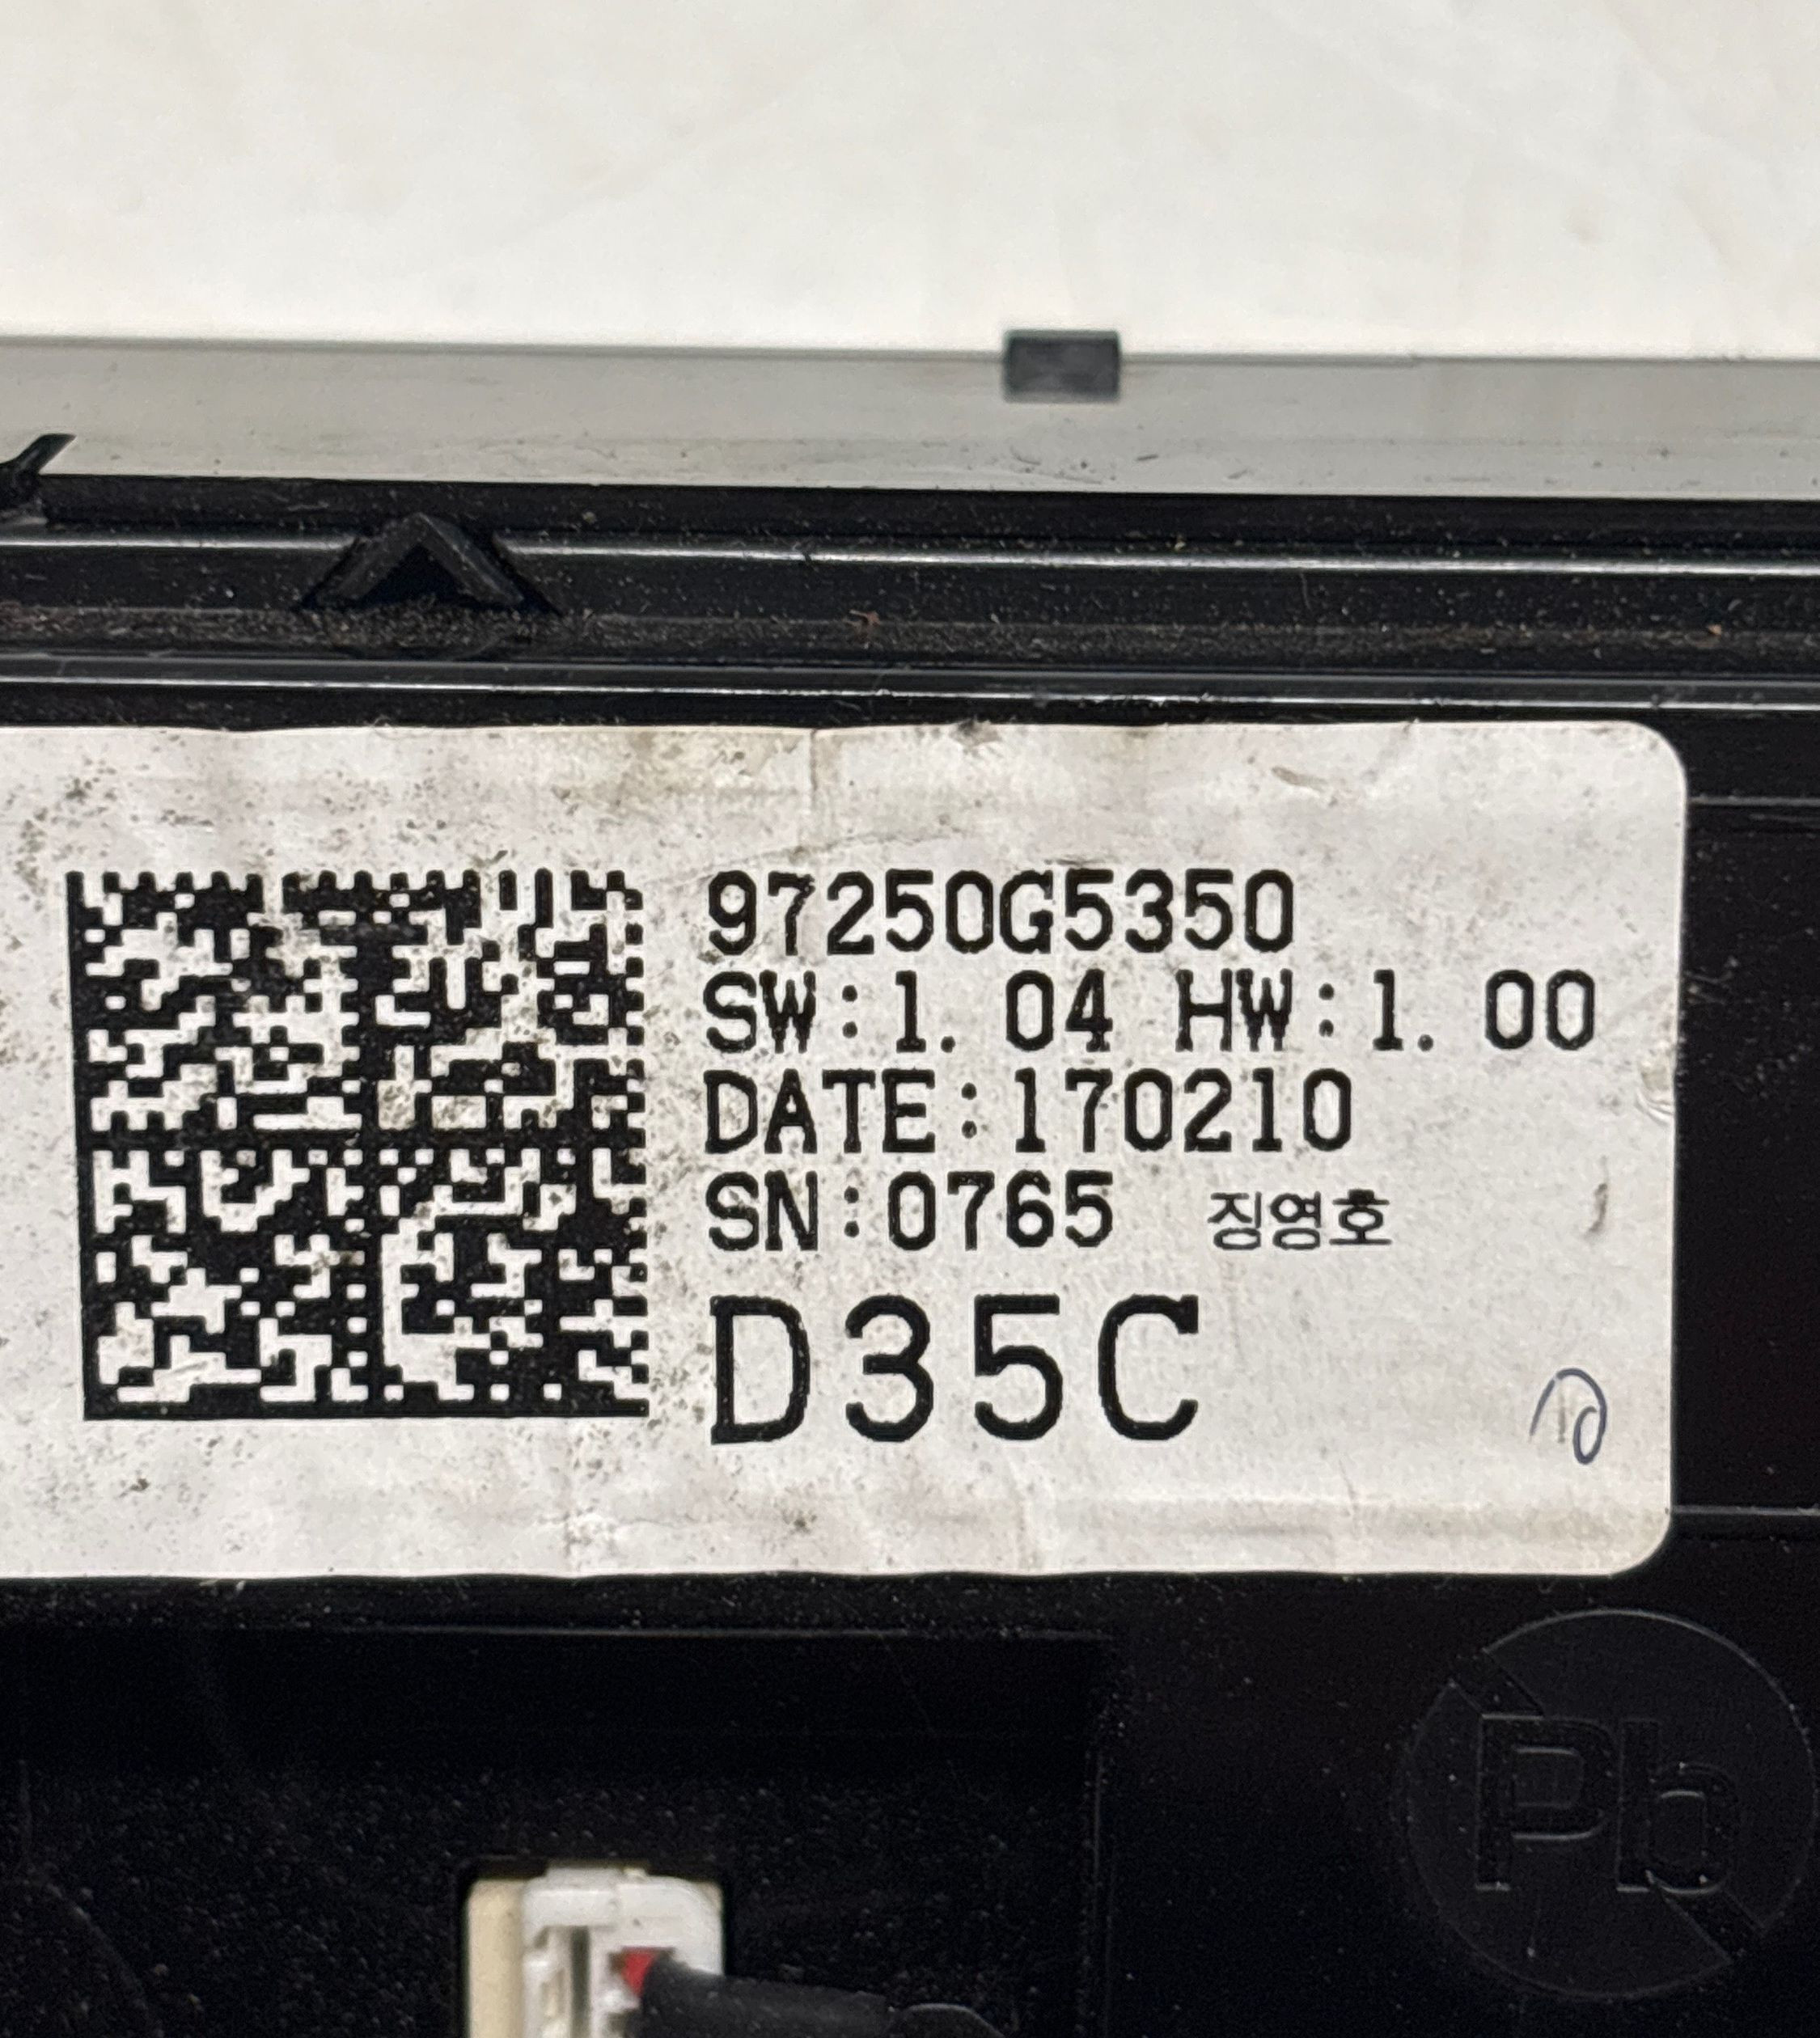 97250G5350
SW:1.04 HW:1.00
DATE:170210
SN:0765 징영호
D35C
Pb